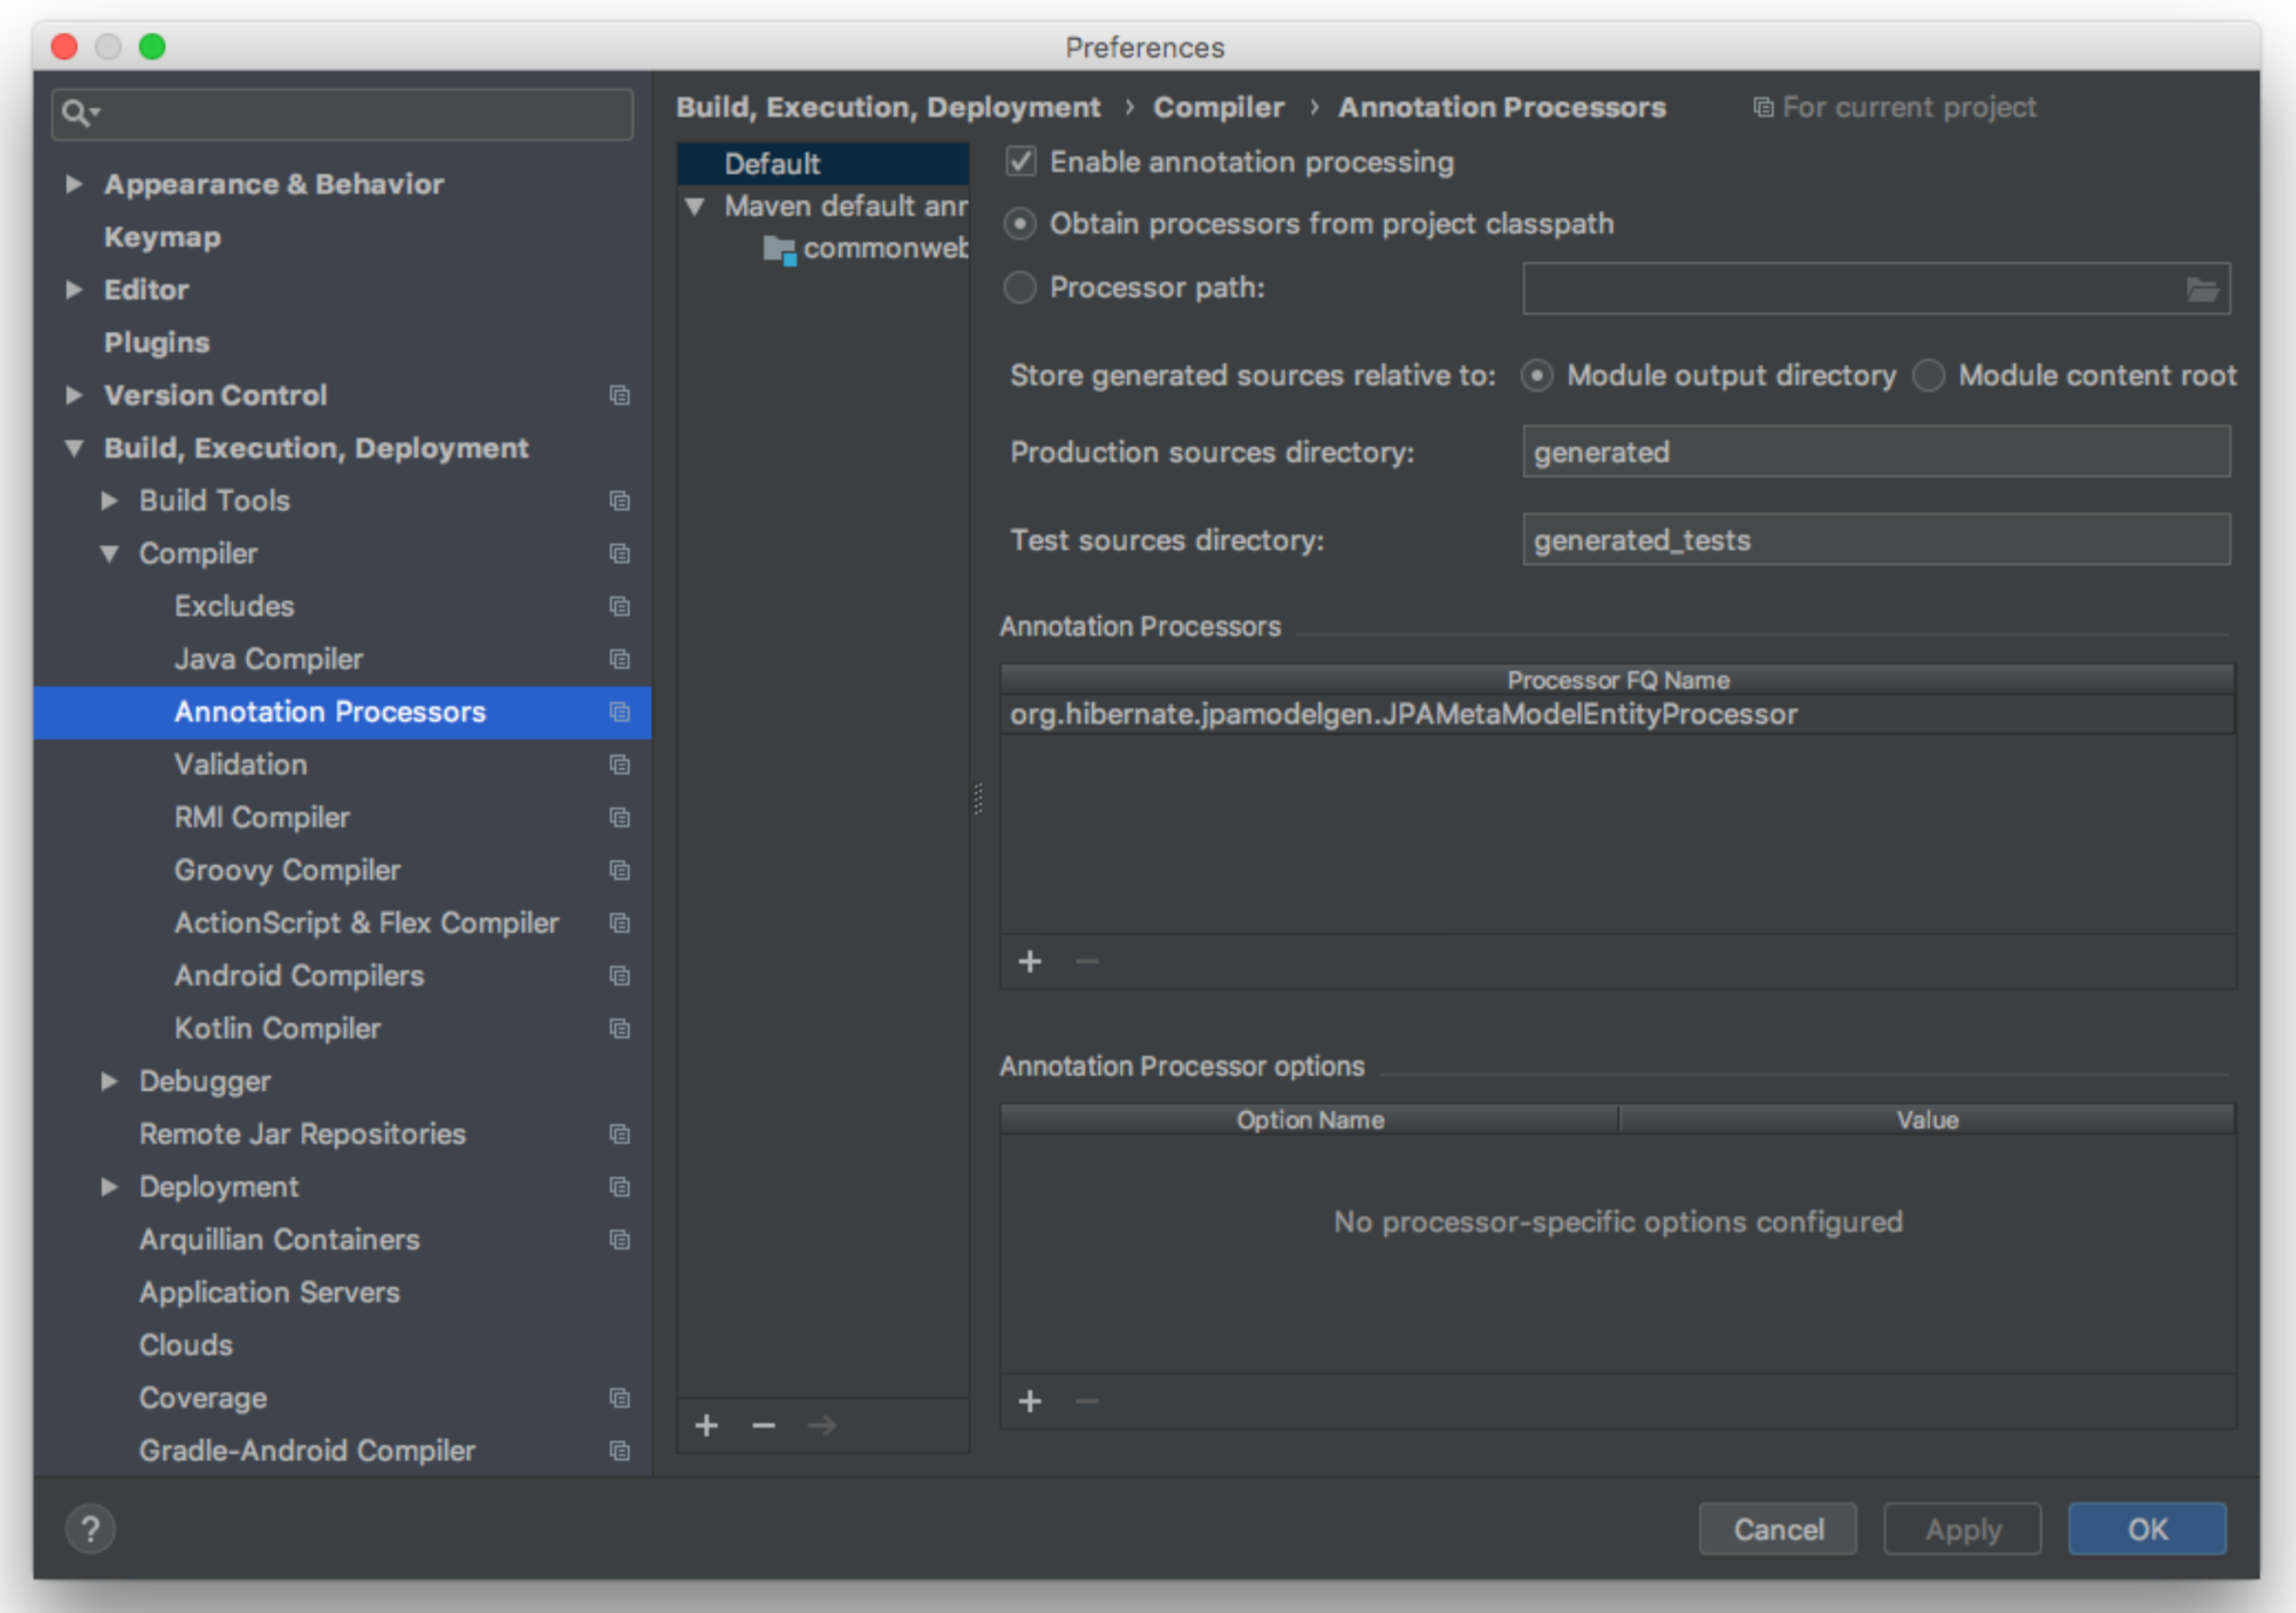 Preferences
Appearance & Behavior
Keymap
Editor
Plugins
Version Control
Build, Execution, Deployment
Build Tools
Compiler
Excludes
Java Compiler
Annotation Processors
Validation
RMI Compiler
Groovy Compiler
ActionScript & Flex Compiler
Android Compilers
Kotlin Compiler
Debugger
Remote Jar Repositories
Deployment
Arquillian Containers
Application Servers
Clouds
Coverage
Gradle-Android Compiler
Build, Execution, Deployment › Compiler › Annotation Processors For current project
Default
Maven default anr
commonweb
Enable annotation processing
Obtain processors from project classpath
Processor path:
Store generated sources relative to: Module output directory Module content root
Production sources directory: generated
Test sources directory: generated_tests
Annotation Processors
Processor FQ Name
org.hibernate.jpamodelgen.JPAMetaModelEntityProcessor
Annotation Processor options
Option Name Value
No processor-specific options configured
? Cancel Apply OK